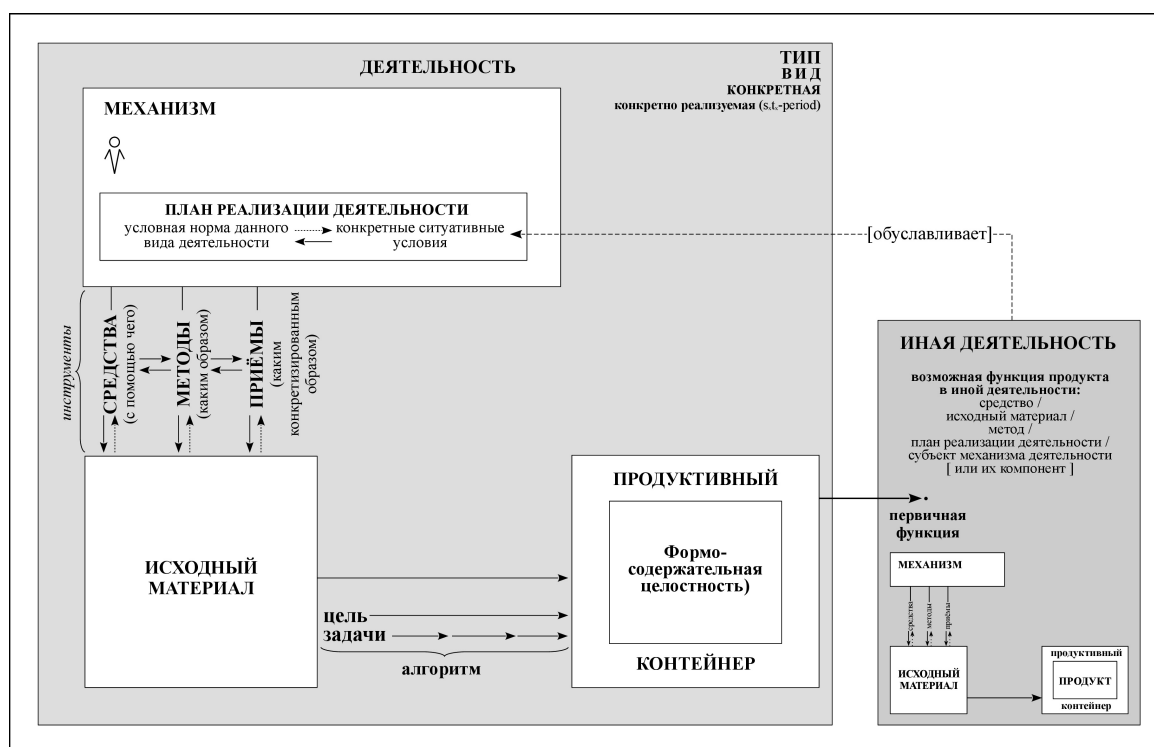 ДЕЯТЕЛЬНОСТЬ
ТИП
ВИД
КОНКРЕТНАЯ
конкретно реализуемая (sₓtₓ-period)
МЕХАНИЗМ
ПЛАН РЕАЛИЗАЦИИ ДЕЯТЕЛЬНОСТИ
условная норма данного
вида деятельности
конкретные ситуативные
условия
[обуславливает]
инструменты
СРЕДСТВА
(с помощью чего)
МЕТОДЫ
(каким образом)
ПРИЁМЫ
(каким
конкретизированным
образом)
ИСХОДНЫЙ
МАТЕРИАЛ
цель
задачи
алгоритм
ПРОДУКТИВНЫЙ
Формо-
содержательная
целостность)
КОНТЕЙНЕР
ИНАЯ ДЕЯТЕЛЬНОСТЬ
возможная функция продукта
в иной деятельности:
средство /
исходный материал /
метод /
план реализации деятельности /
субъект механизма деятельности
[ или их компонент ]
первичная
функция
МЕХАНИЗМ
средства
методы
приёмы
ИСХОДНЫЙ
МАТЕРИАЛ
продуктивный
ПРОДУКТ
контейнер